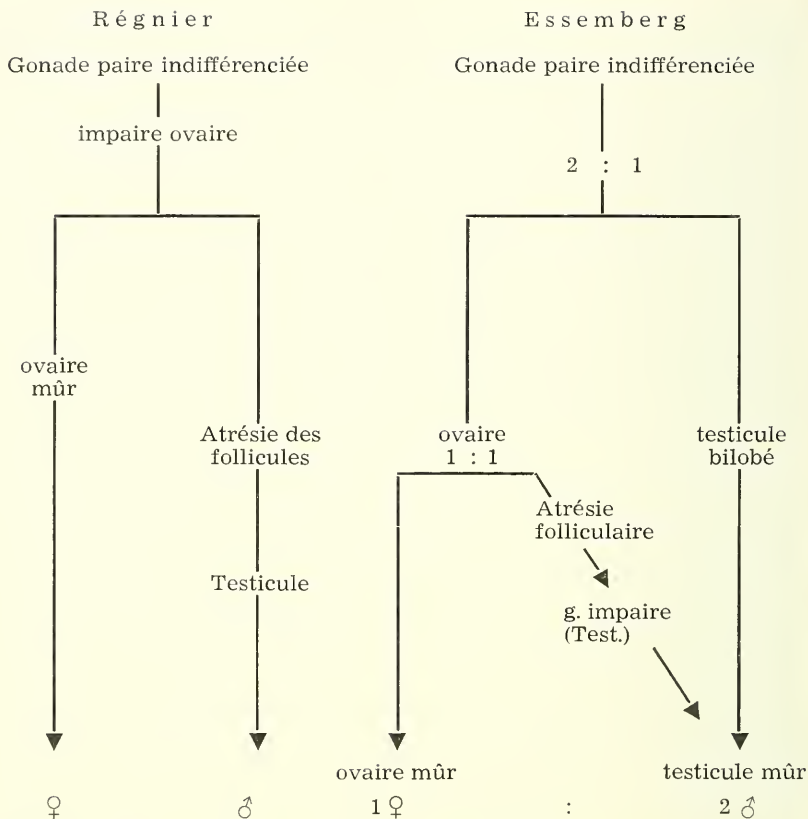 Régnier
Gonade paire indifférenciée
impaire ovaire
ovaire
mûr
Atrésie des
follicules
Testicule
♀ ♂
Essemberg
Gonade paire indifférenciée
2 : 1
ovaire
1 : 1
testicule
bilobé
Atrésie
folliculaire
g. impaire
(Test.)
ovaire mûr testicule mûr
1 ♀ : 2 ♂